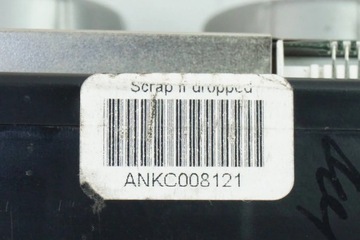 Scrap if dropped
ANKC008121